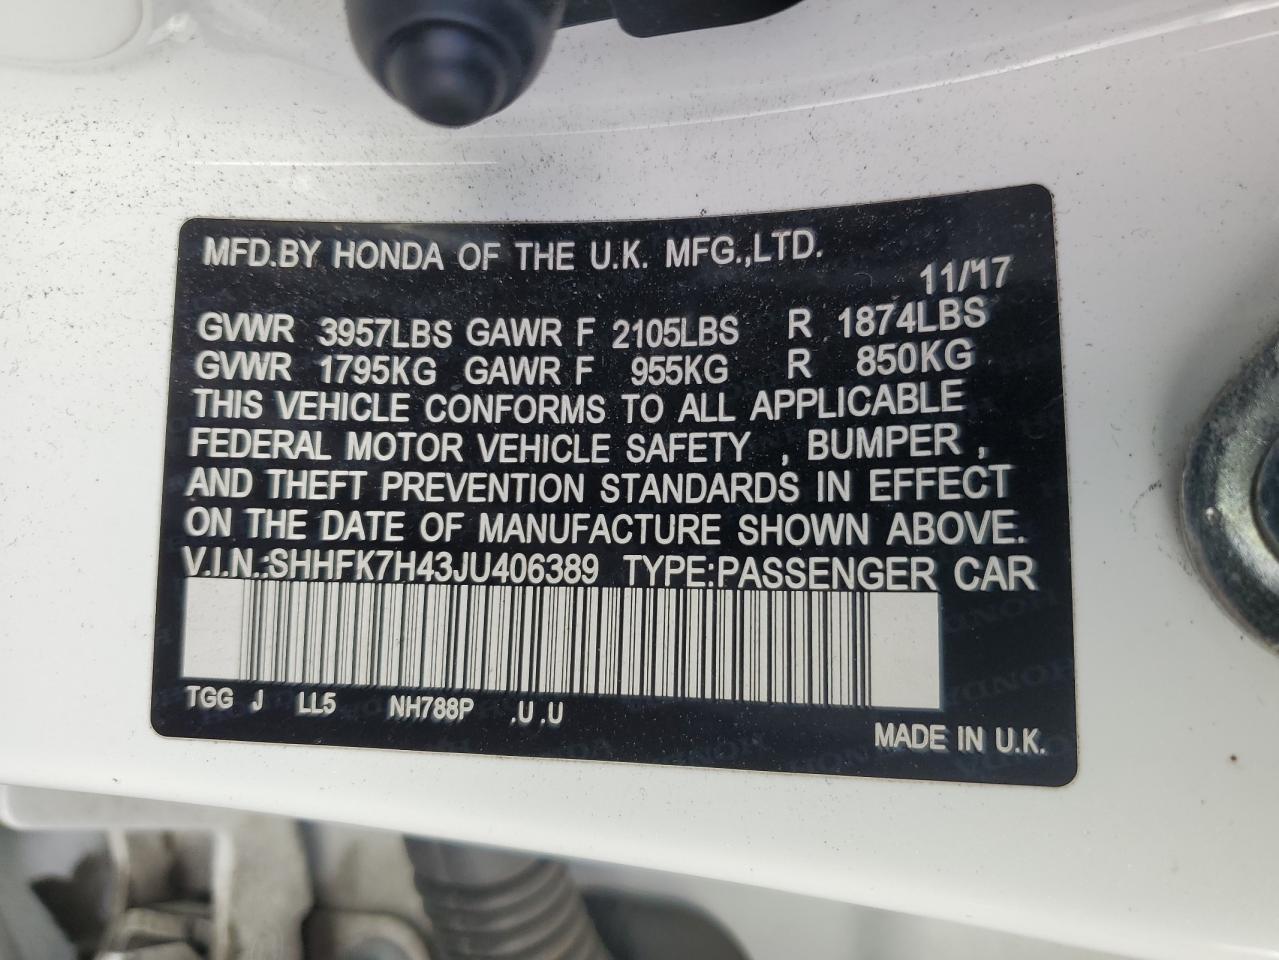 MFD.BY HONDA OF THE U.K. MFG.,LTD.
11/'17
GVWR 3957LBS GAWR F 2105LBS R 1874LBS
GVWR 1795KG GAWR F 955KG R 850KG
THIS VEHICLE CONFORMS TO ALL APPLICABLE
FEDERAL MOTOR VEHICLE SAFETY , BUMPER ,
AND THEFT PREVENTION STANDARDS IN EFFECT
ON THE DATE OF MANUFACTURE SHOWN ABOVE.
V.I.N.:SHHFK7H43JU406389 TYPE:PASSENGER CAR
TGG J LL5 NH788P .U .U
MADE IN U.K.